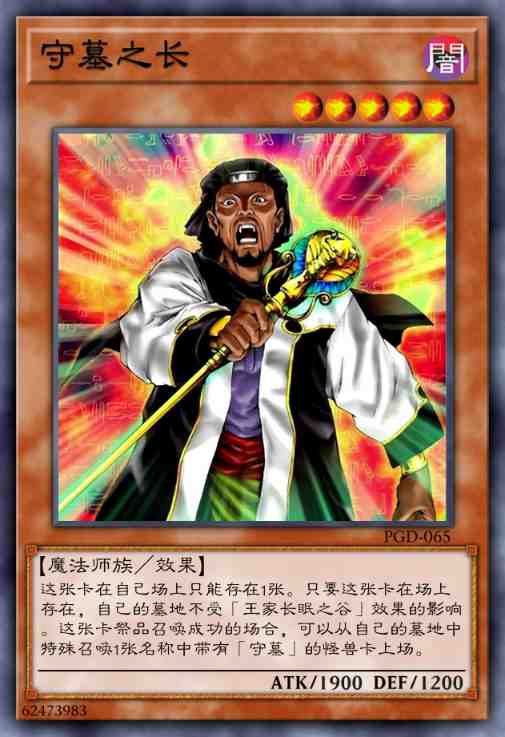 守墓之长
闇
PGD-065
【魔法师族／效果】
这张卡在自己场上只能存在1张。只要这张卡在场上
存在，自己的墓地不受「王家长眠之谷」效果的影响
。这张卡祭品召唤成功的场合，可以从自己的墓地中
特殊召唤1张名称中带有「守墓」的怪兽卡上场。
ATK/1900 DEF/1200
62473983